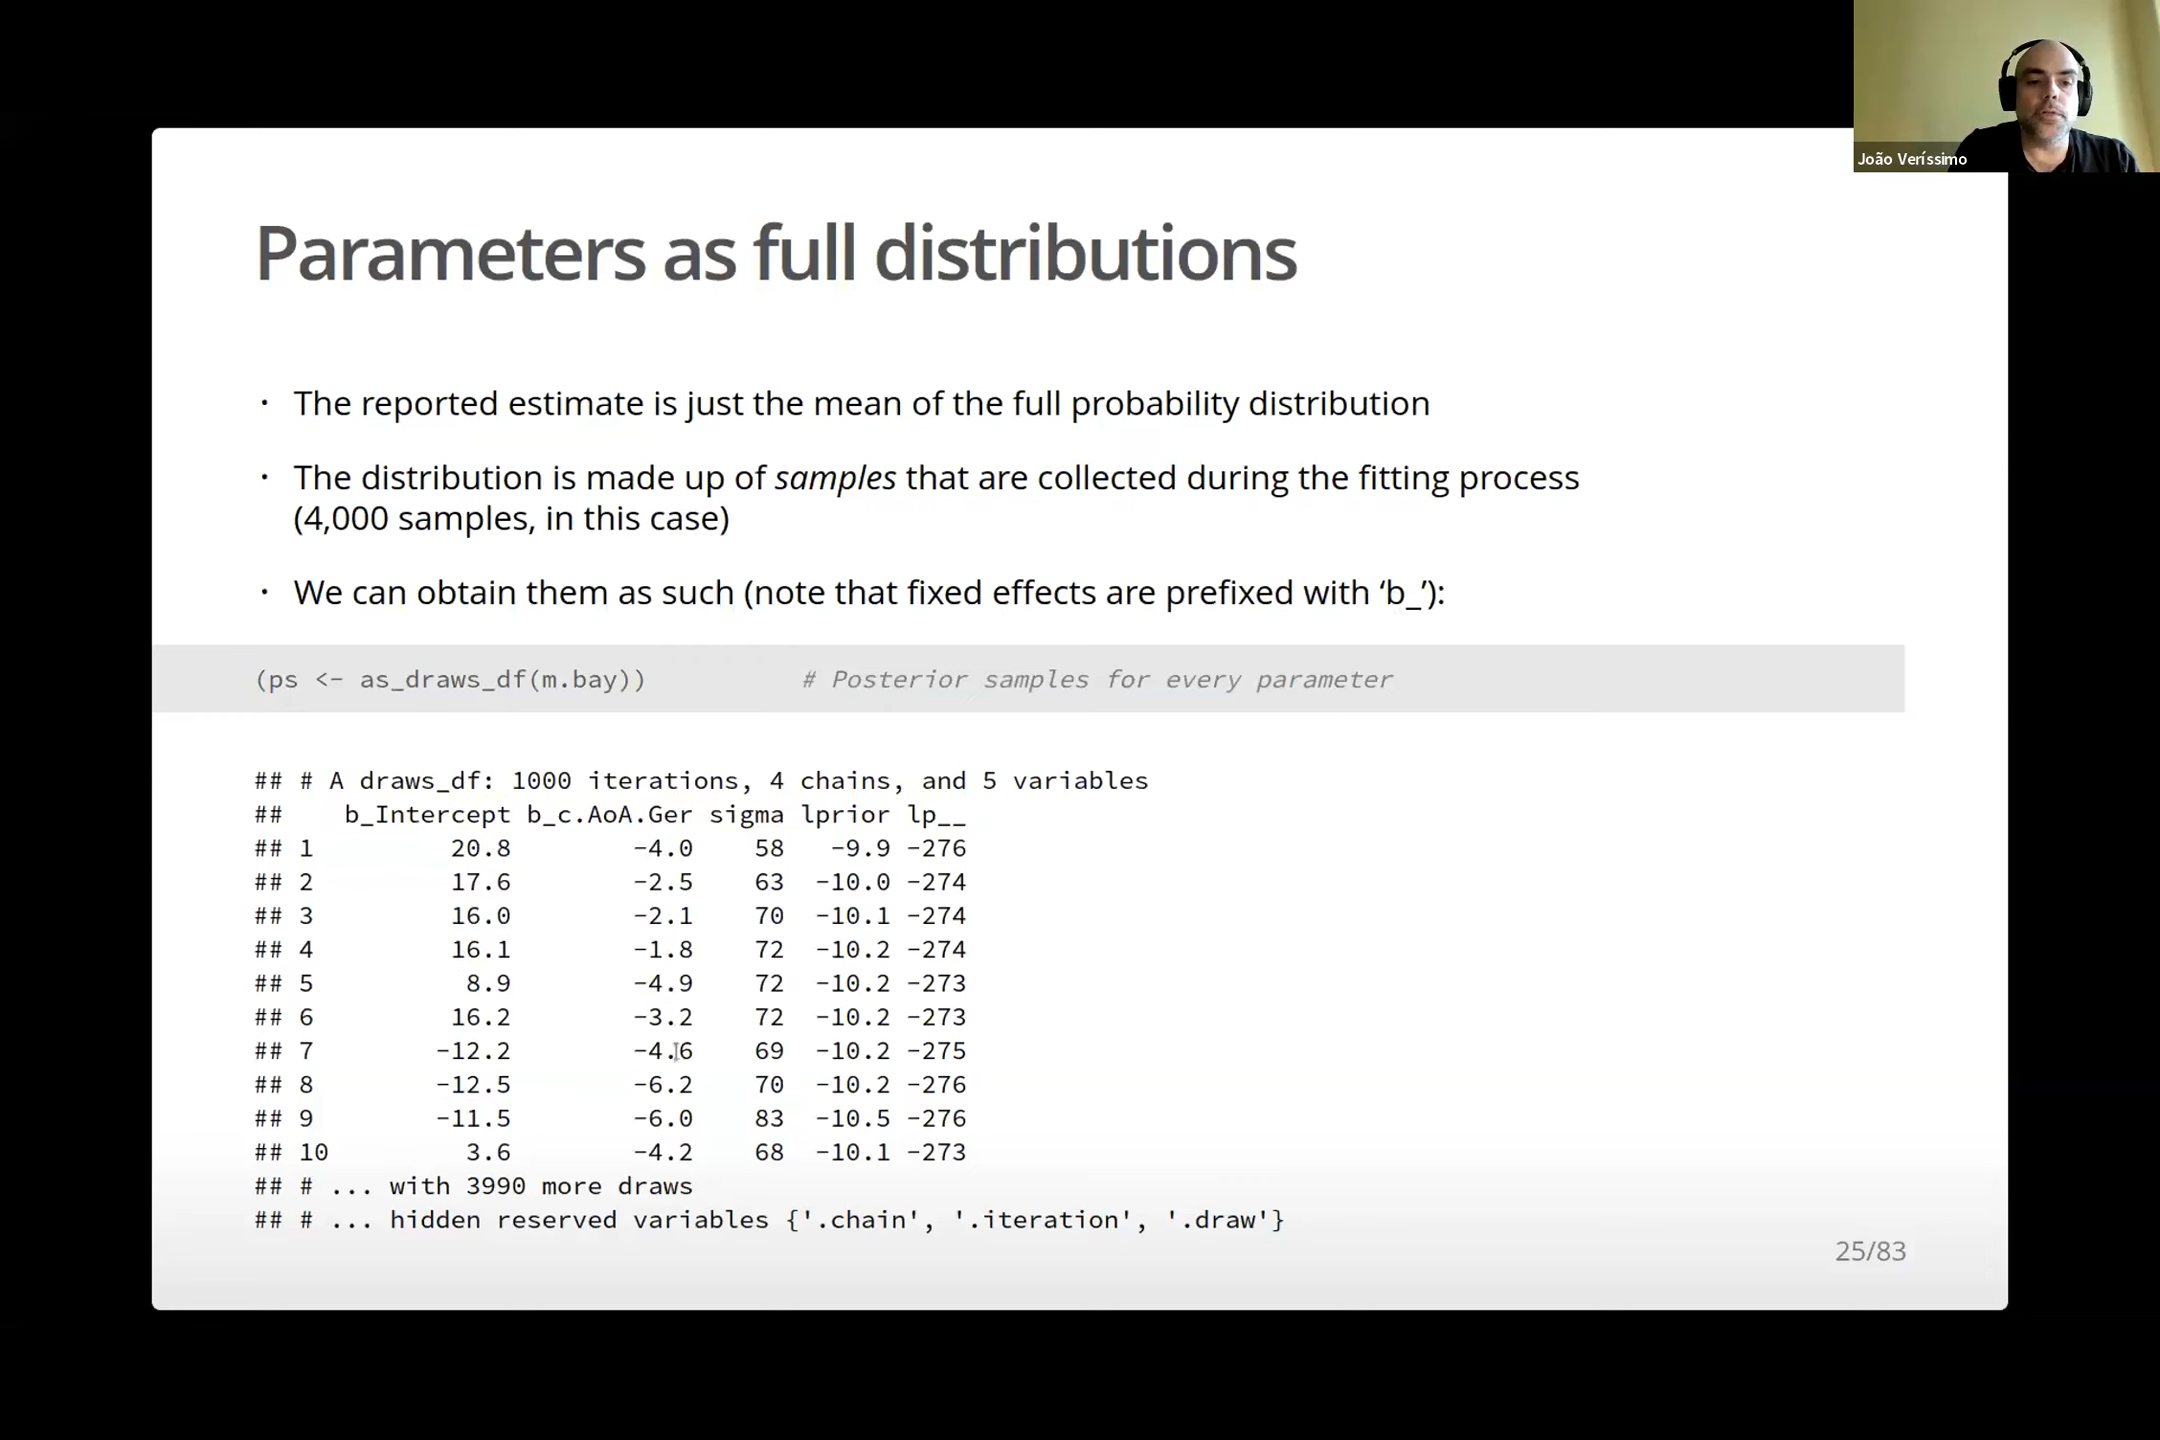 João Veríssimo
Parameters as full distributions
· The reported estimate is just the mean of the full probability distribution
· The distribution is made up of samples that are collected during the fitting process
(4,000 samples, in this case)
· We can obtain them as such (note that fixed effects are prefixed with ‘b_’):
(ps <- as_draws_df(m.bay)) # Posterior samples for every parameter
## # A draws_df: 1000 iterations, 4 chains, and 5 variables
## b_Intercept b_c.AoA.Ger sigma lprior lp__
## 1 20.8 -4.0 58 -9.9 -276
## 2 17.6 -2.5 63 -10.0 -274
## 3 16.0 -2.1 70 -10.1 -274
## 4 16.1 -1.8 72 -10.2 -274
## 5 8.9 -4.9 72 -10.2 -273
## 6 16.2 -3.2 72 -10.2 -273
## 7 -12.2 -4.6 69 -10.2 -275
## 8 -12.5 -6.2 70 -10.2 -276
## 9 -11.5 -6.0 83 -10.5 -276
## 10 3.6 -4.2 68 -10.1 -273
## # ... with 3990 more draws
## # ... hidden reserved variables {'.chain', '.iteration', '.draw'}
25/83